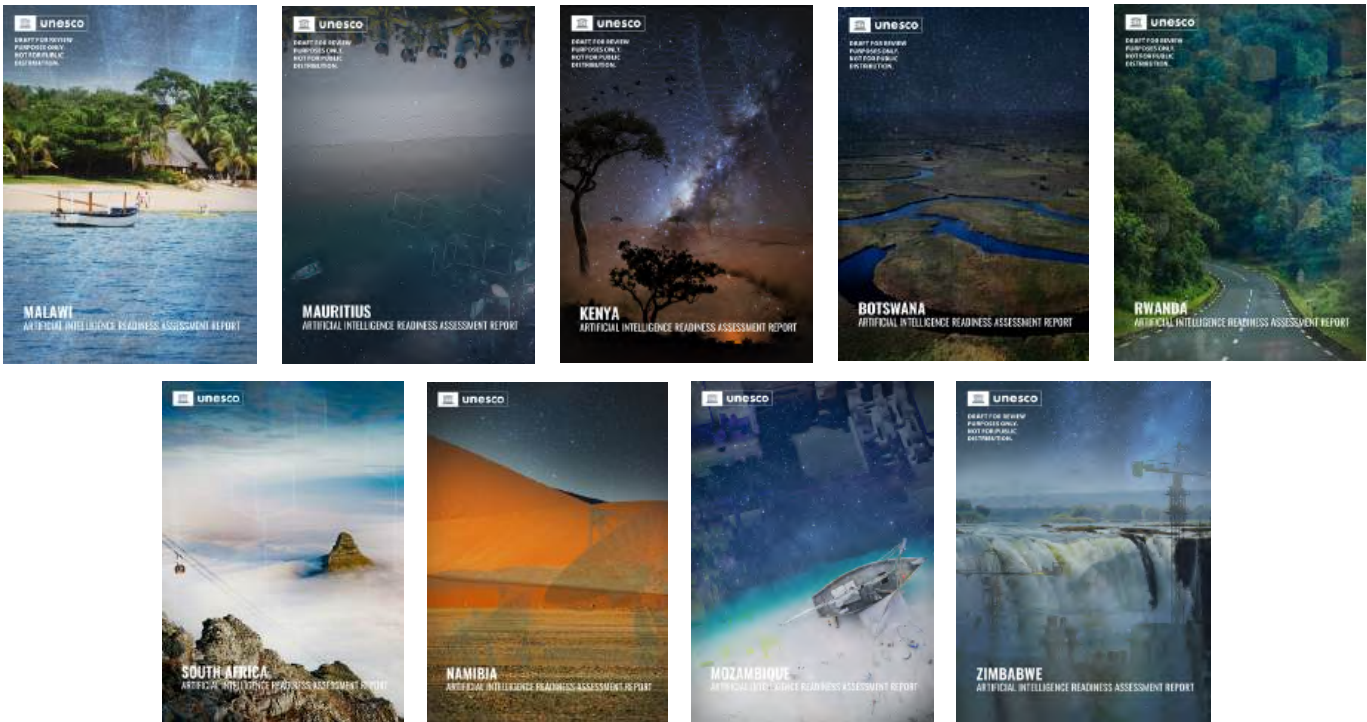 unesco
DRAFT FOR REVIEW
PURPOSES ONLY.
NOT FOR PUBLIC
DISTRIBUTION.
MALAWI
ARTIFICIAL INTELLIGENCE READINESS ASSESSMENT REPORT
unesco
DRAFT FOR REVIEW
PURPOSES ONLY.
NOT FOR PUBLIC
DISTRIBUTION.
MAURITIUS
ARTIFICIAL INTELLIGENCE READINESS ASSESSMENT REPORT
unesco
DRAFT FOR REVIEW
PURPOSES ONLY.
NOT FOR PUBLIC
DISTRIBUTION.
KENYA
ARTIFICIAL INTELLIGENCE READINESS ASSESSMENT REPORT
unesco
DRAFT FOR REVIEW
PURPOSES ONLY.
NOT FOR PUBLIC
DISTRIBUTION.
BOTSWANA
ARTIFICIAL INTELLIGENCE READINESS ASSESSMENT REPORT
unesco
DRAFT FOR REVIEW
PURPOSES ONLY.
NOT FOR PUBLIC
DISTRIBUTION.
RWANDA
ARTIFICIAL INTELLIGENCE READINESS ASSESSMENT REPORT
unesco
SOUTH AFRICA
ARTIFICIAL INTELLIGENCE READINESS ASSESSMENT REPORT
unesco
NAMIBIA
ARTIFICIAL INTELLIGENCE READINESS ASSESSMENT REPORT
unesco
MOZAMBIQUE
ARTIFICIAL INTELLIGENCE READINESS ASSESSMENT REPORT
unesco
DRAFT FOR REVIEW
PURPOSES ONLY.
NOT FOR PUBLIC
DISTRIBUTION.
ZIMBABWE
ARTIFICIAL INTELLIGENCE READINESS ASSESSMENT REPORT